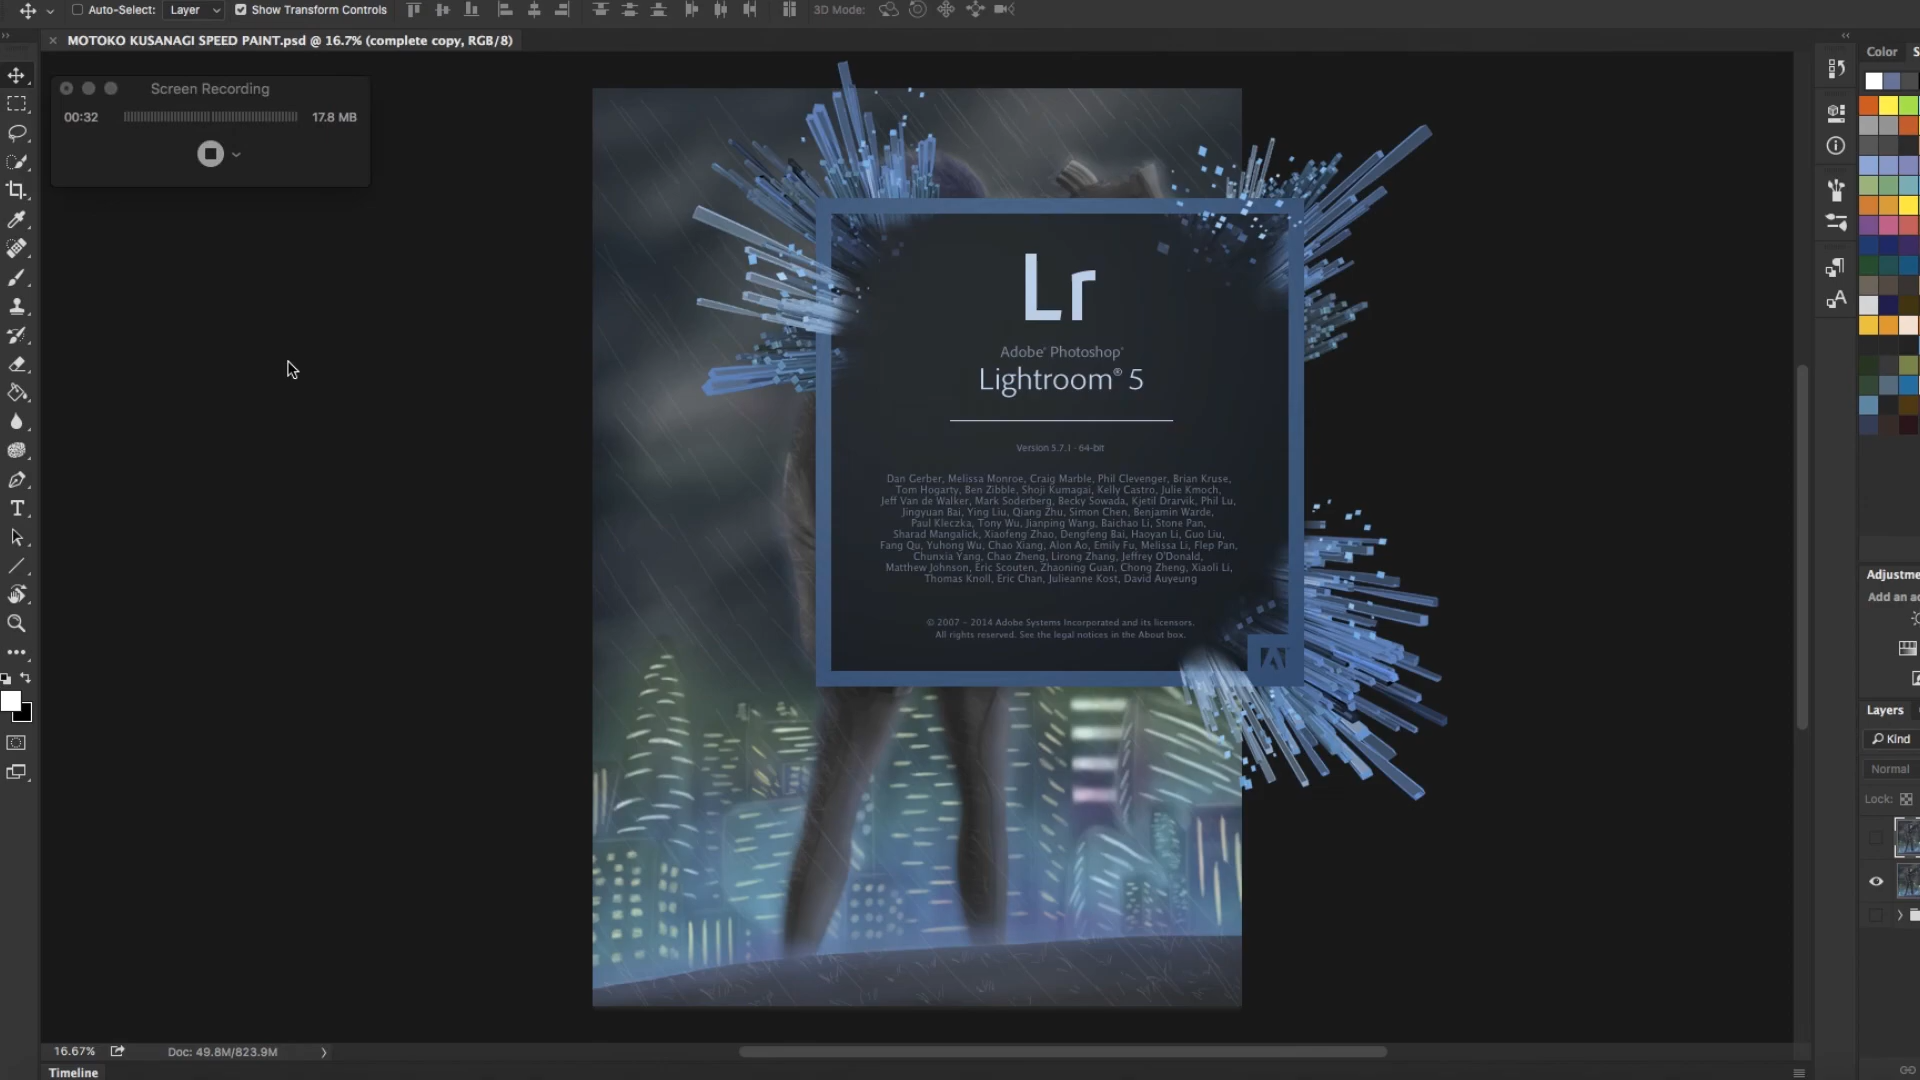 Auto-Select: Layer Show Transform Controls 3D Mode:
MOTOKO KUSANAGI SPEED PAINT.psd @ 16.7% (complete copy, RGB/8)
Color S
Screen Recording
00:32 17.8 MB
Lr
Adobe® Photoshop®
Lightroom® 5
Version 5.7.1 - 64-bit
Dan Gerber, Melissa Monroe, Craig Marble, Phil Clevenger, Brian Kruse,
Tom Hogarty, Ben Zibble, Shoji Kumagai, Kelly Castro, Julie Kmoch,
Jeff Van de Walker, Mark Soderberg, Becky Sowada, Kjetil Drarvik, Phil Lu,
Jingyuan Bai, Ying Liu, Qiang Zhu, Simon Chen, Benjamin Warde,
Paul Kleczka, Tony Wu, Jianping Wang, Baichao Li, Stone Pan,
Sharad Mangalick, Xiaofeng Zhao, Dengfeng Bai, Haoyan Li, Guo Liu,
Fang Qu, Yuhong Wu, Chao Xiang, Alon Ao, Emily Fu, Melissa Li, Flep Pan,
Chunxia Yang, Chao Zheng, Lirong Zhang, Jeffrey O'Donald,
Matthew Johnson, Eric Scouten, Zhaoning Guan, Chong Zheng, Xiaoli Li,
Thomas Knoll, Eric Chan, Julieanne Kost, David Auyeung
© 2007 – 2014 Adobe Systems Incorporated and its licensors.
All rights reserved. See the legal notices in the About box.
Adjustme
Add an ac
Layers
Kind
Normal
Lock:
16.67% Doc: 49.8M/823.9M
Timeline